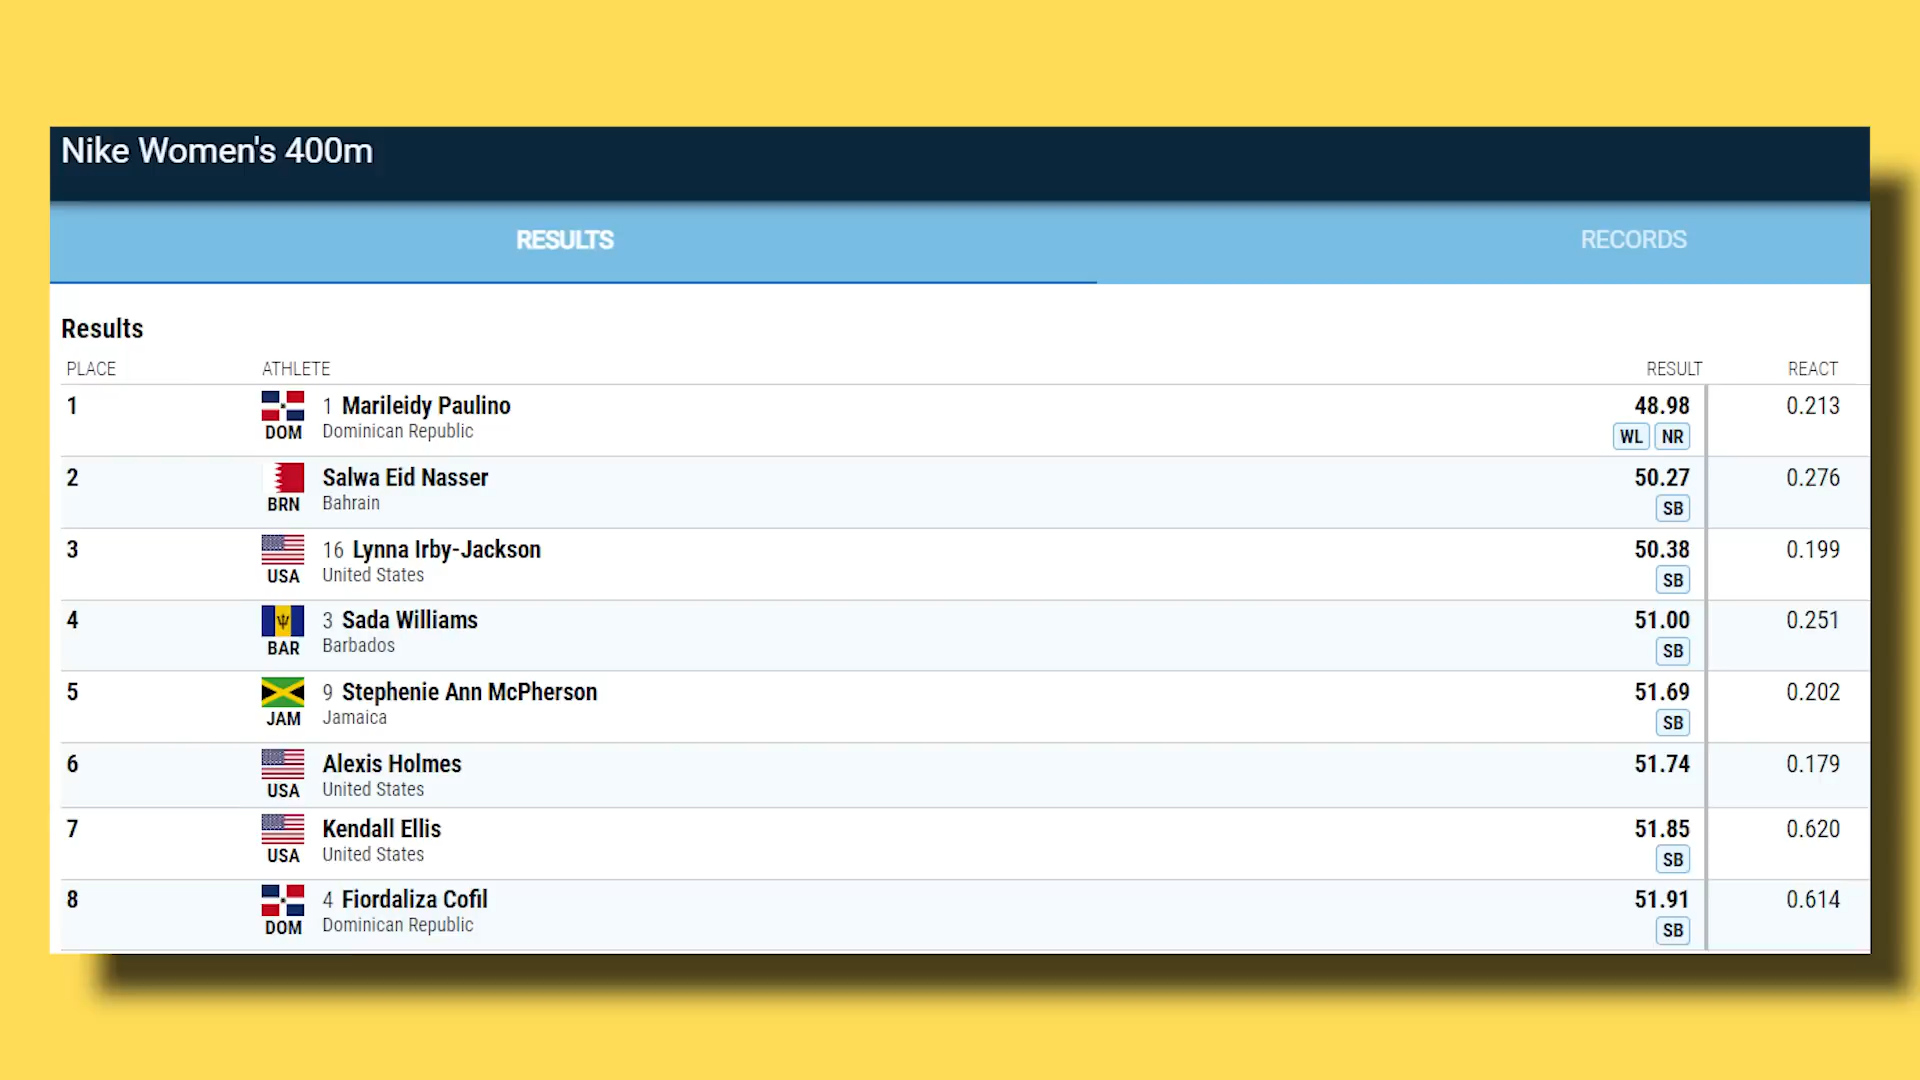 Nike Women's 400m
RESULTS RECORDS
Results
PLACE ATHLETE RESULT REACT
1 1 Marileidy Paulino 48.98 0.213
DOM Dominican Republic WL NR
2 Salwa Eid Nasser 50.27 0.276
BRN Bahrain SB
3 16 Lynna Irby-Jackson 50.38 0.199
USA United States SB
4 3 Sada Williams 51.00 0.251
BAR Barbados SB
5 9 Stephenie Ann McPherson 51.69 0.202
JAM Jamaica SB
6 Alexis Holmes 51.74 0.179
USA United States
7 Kendall Ellis 51.85 0.620
USA United States SB
8 4 Fiordaliza Cofil 51.91 0.614
DOM Dominican Republic SB